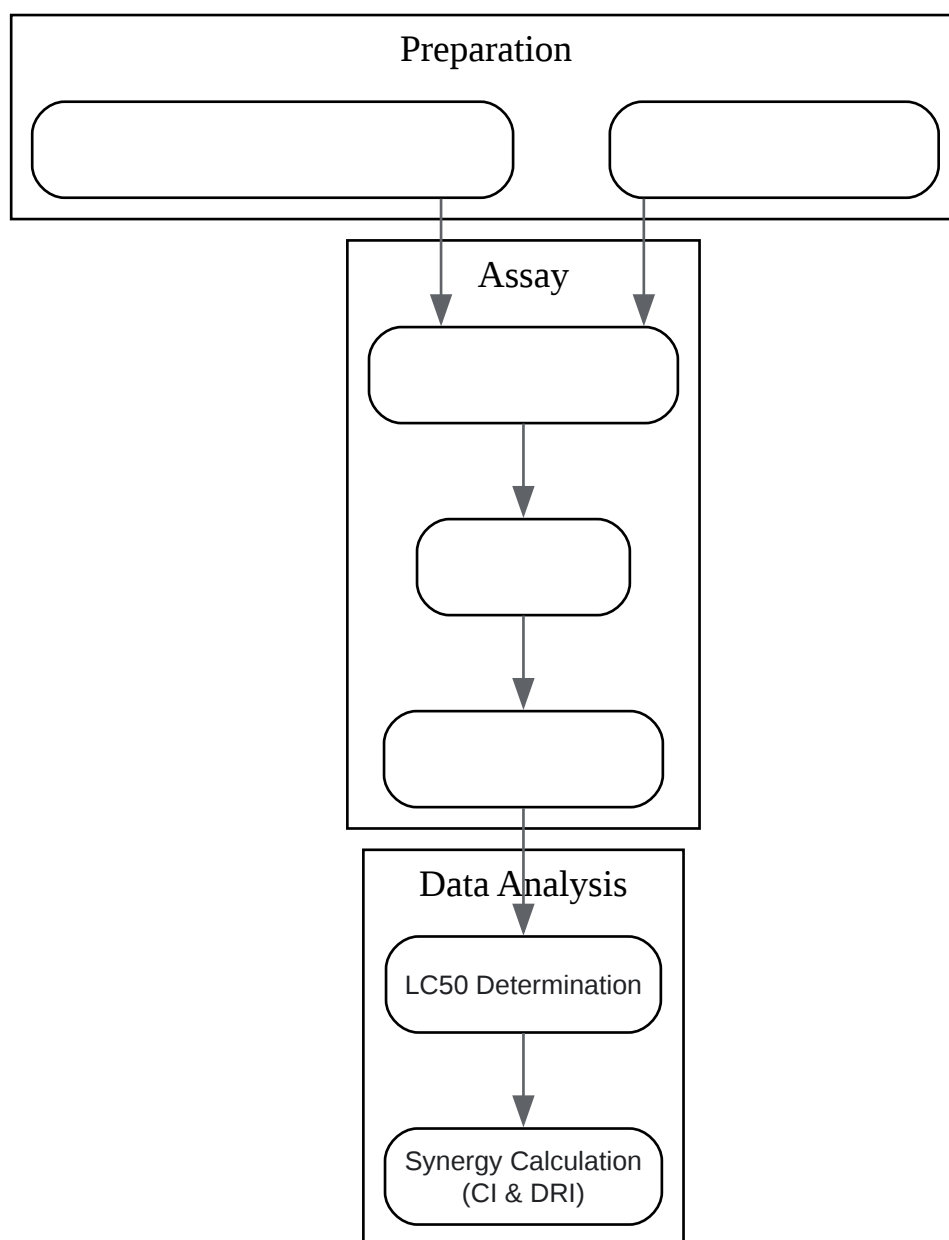 Preparation
Assay
Data Analysis
LC50 Determination
Synergy Calculation
(CI & DRI)